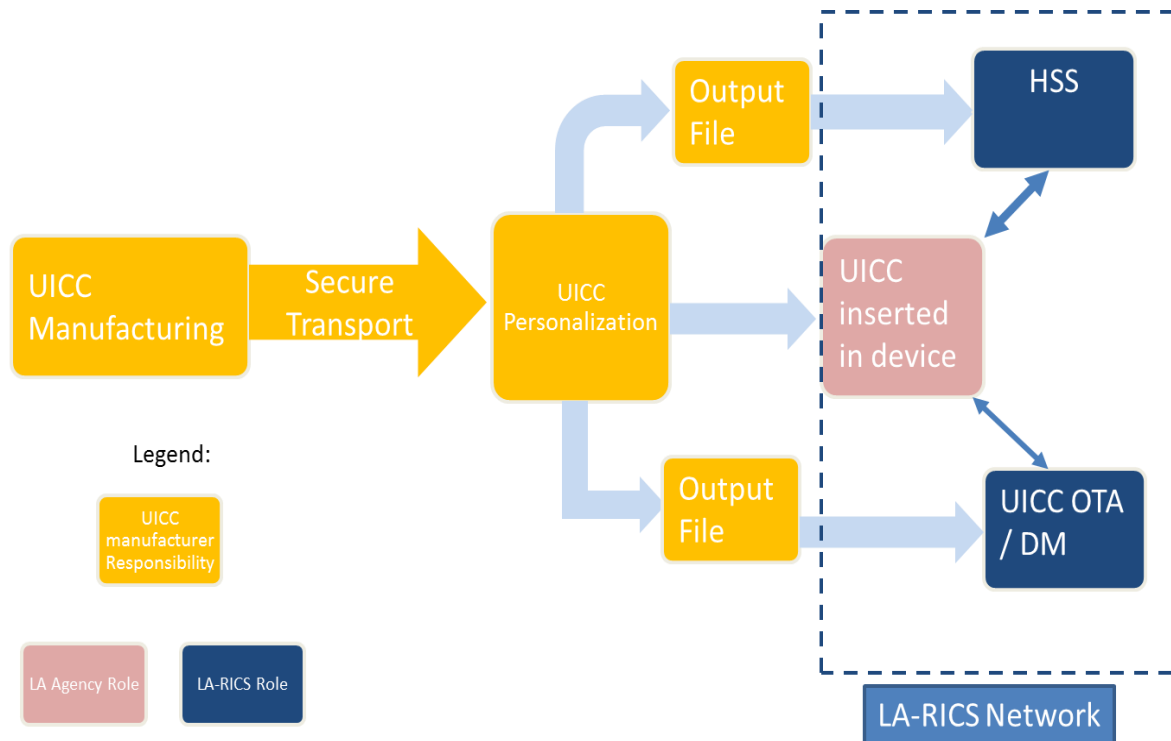 Output
File
HSS
UICC
Manufacturing
Secure
Transport
UICC
Personalization
UICC
inserted
in device
Legend:
Output
File
UICC OTA
/ DM
UICC
manufacturer
Responsibility
LA Agency Role
LA-RICS Role
LA-RICS Network